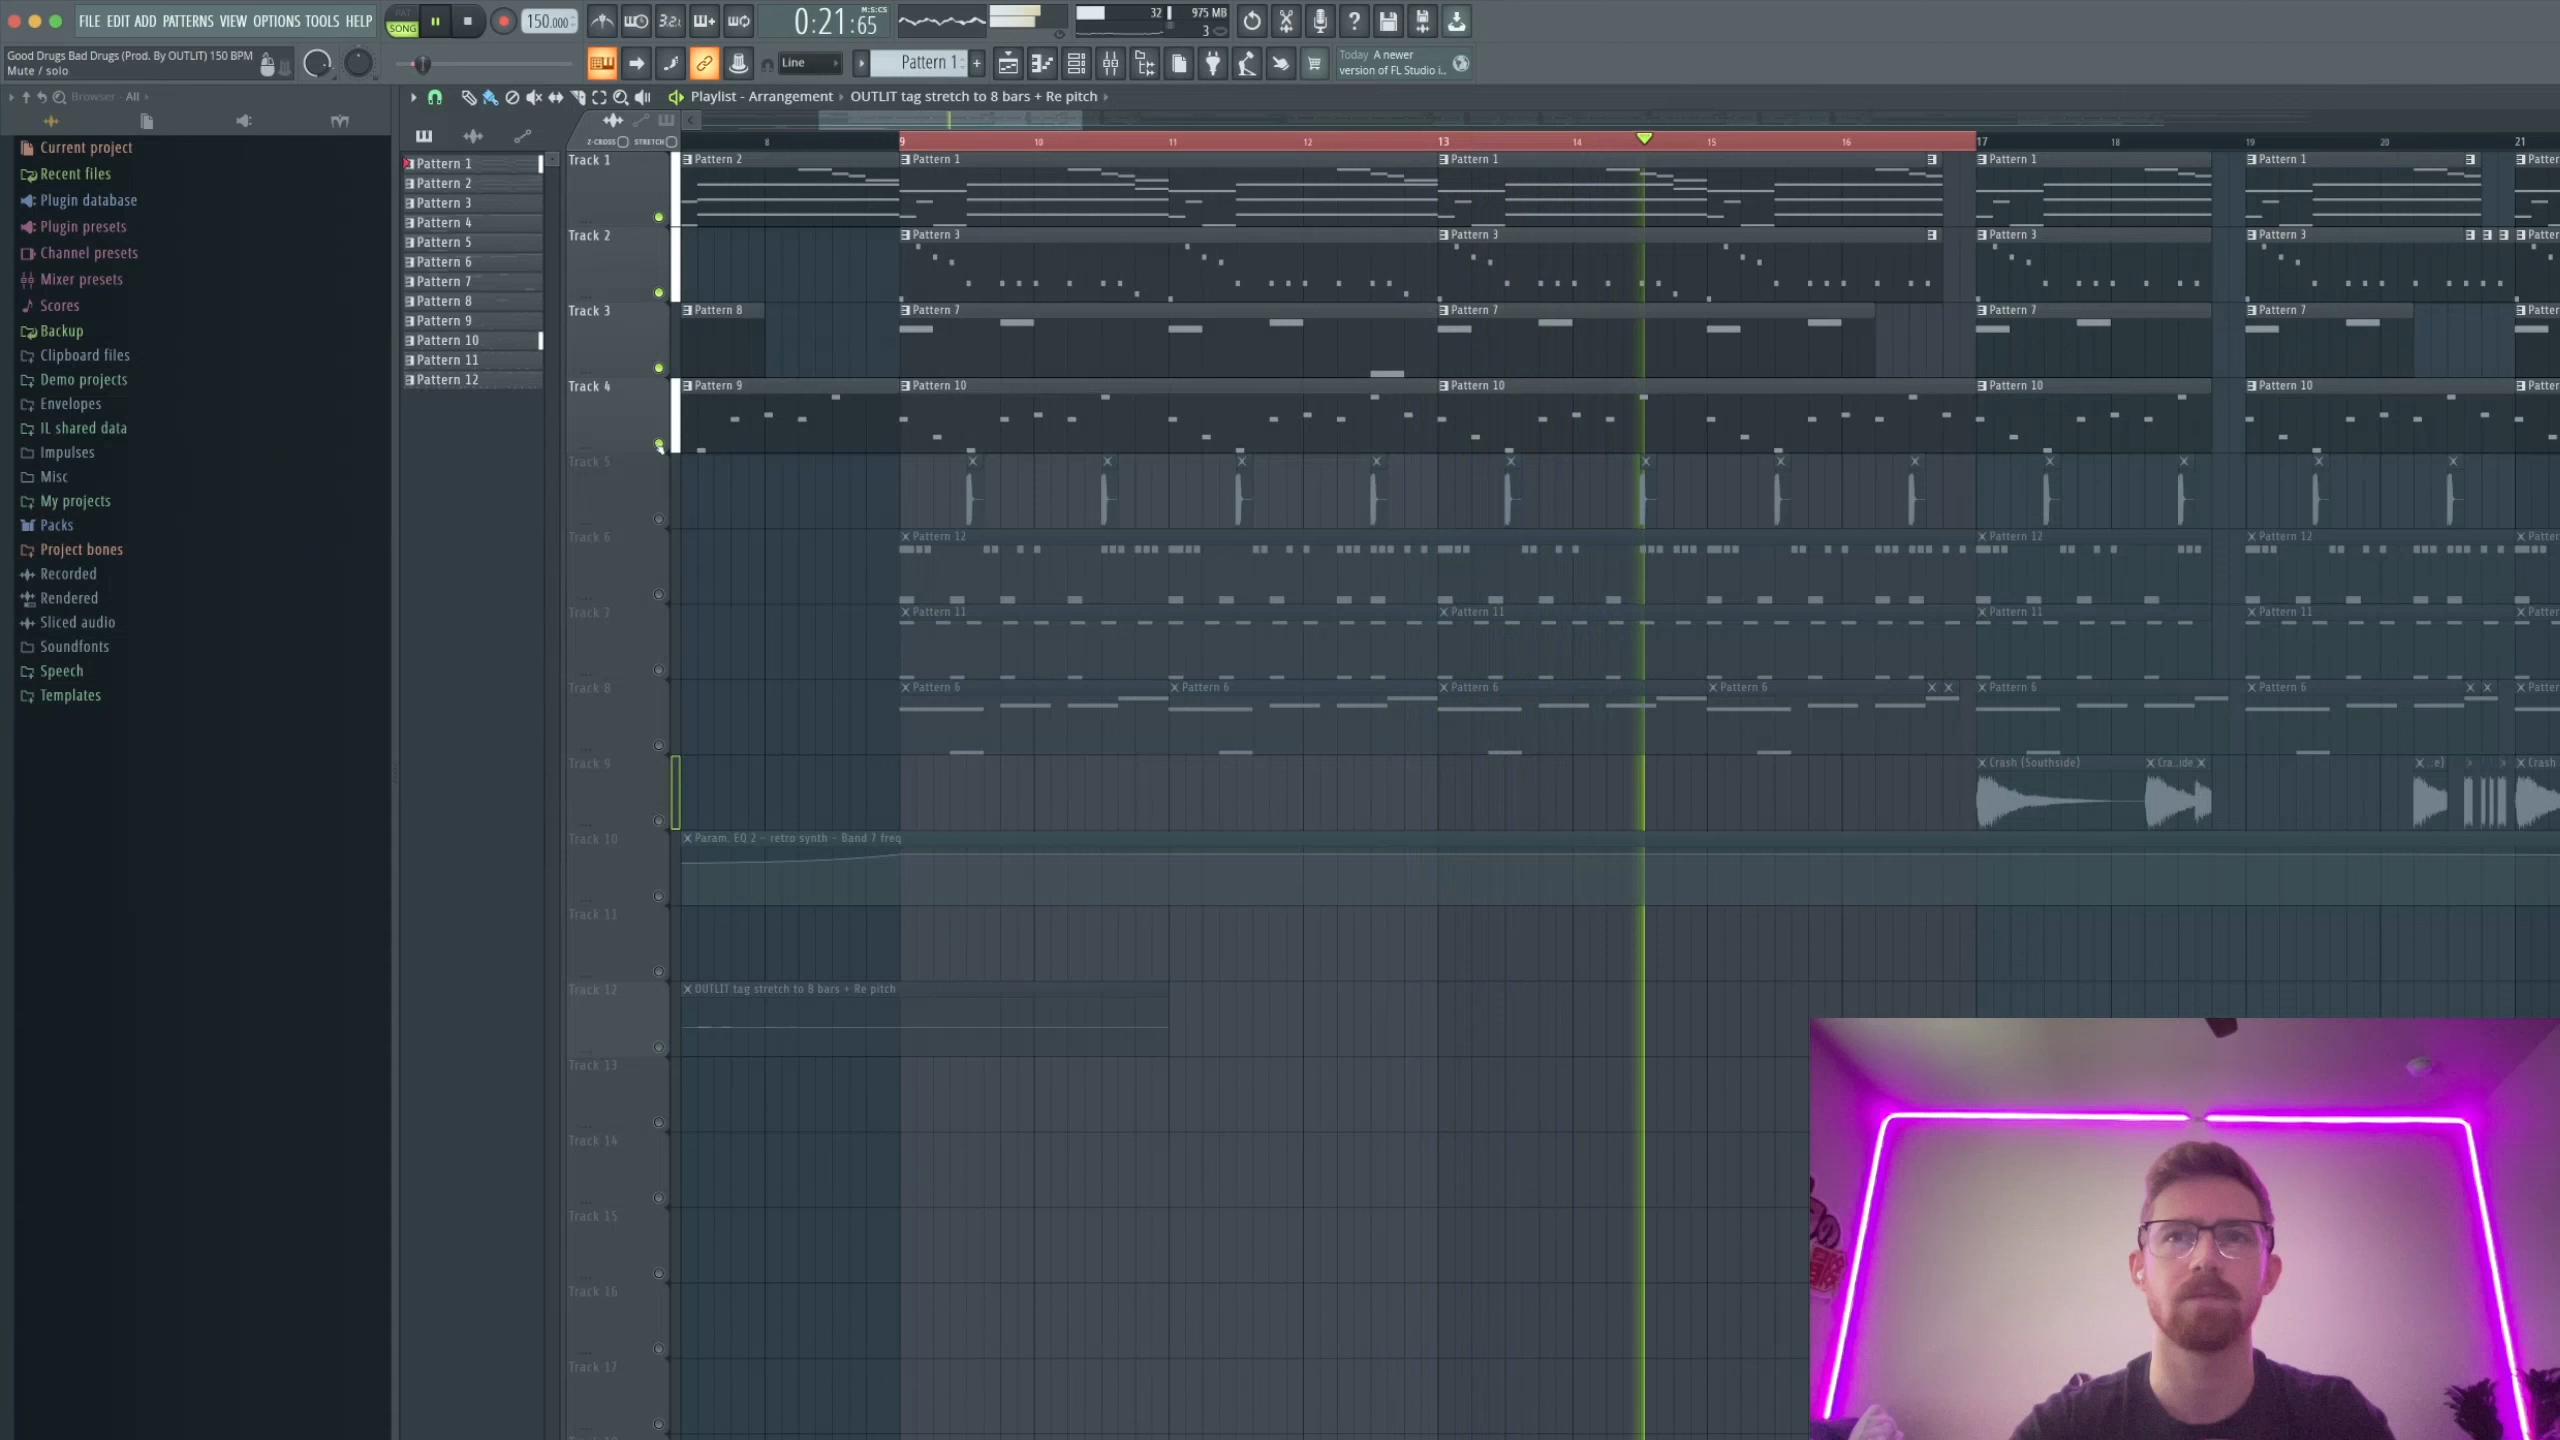 FILE EDIT ADD PATTERNS VIEW OPTIONS TOOLS HELP
PAT
SONG
150.000
32
0:21:65
M:S:CS
32
975 MB
3
Good Drugs Bad Drugs (Prod. By OUTLIT) 150 BPM
Mute / solo
Line
Pattern 1
+
Today A newer
version of FL Studio i..
Browser - All
Playlist - Arrangement › OUTLIT tag stretch to 8 bars + Re pitch ›
Z-CROSS STRETCH
8 9 10 11 12 13 14 15 16 17 18 19 20 21
Current project
Recent files
Plugin database
Plugin presets
Channel presets
Mixer presets
Scores
Backup
Clipboard files
Demo projects
Envelopes
IL shared data
Impulses
Misc
My projects
Packs
Project bones
Recorded
Rendered
Sliced audio
Soundfonts
Speech
Templates
Pattern 1
Pattern 2
Pattern 3
Pattern 4
Pattern 5
Pattern 6
Pattern 7
Pattern 8
Pattern 9
Pattern 10
Pattern 11
Pattern 12
Track 1 Pattern 2 Pattern 1 Pattern 1 Pattern 1 Pattern 1 Patter
Track 2 Pattern 3 Pattern 3 Pattern 3 Pattern 3 Patter
Track 3 Pattern 8 Pattern 7 Pattern 7 Pattern 7 Pattern 7 Patter
Track 4 Pattern 9 Pattern 10 Pattern 10 Pattern 10 Pattern 10 Patter
Track 5
Track 6 Pattern 12 Pattern 12 Pattern 12 Patter
Track 7 Pattern 11 Pattern 11 Pattern 11 Pattern 11 Patter
Track 8 Pattern 6 Pattern 6 Pattern 6 Pattern 6 Pattern 6 Pattern 6 Patter
Track 9 Crash (Southside) Cra..ide ..e) Crash
Track 10 Param. EQ 2 - retro synth - Band 7 freq
Track 11
Track 12 OUTLIT tag stretch to 8 bars + Re pitch
Track 13
Track 14
Track 15
Track 16
Track 17